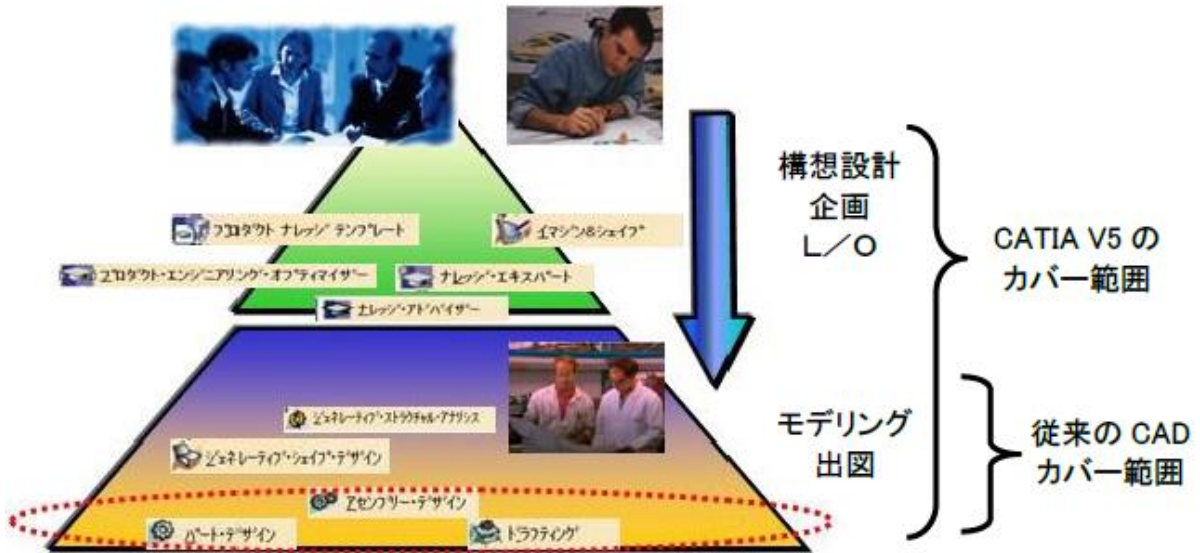 プロダクト ナレッジ テンプレート
イマジン&シェイプ
プロダクト・エンジニアリング・オプティマイザー
ナレッジ・エキスパート
ナレッジ・アドバイザー
ジェネレーティブ・ストラクチャル・アナリシス
ジェネレーティブ・シェイプ・デザイン
アセンブリー・デザイン
パート・デザイン
ドラフティング
構想設計
企画
L/O
モデリング
出図
CATIA V5 の
カバー範囲
従来の CAD
カバー範囲